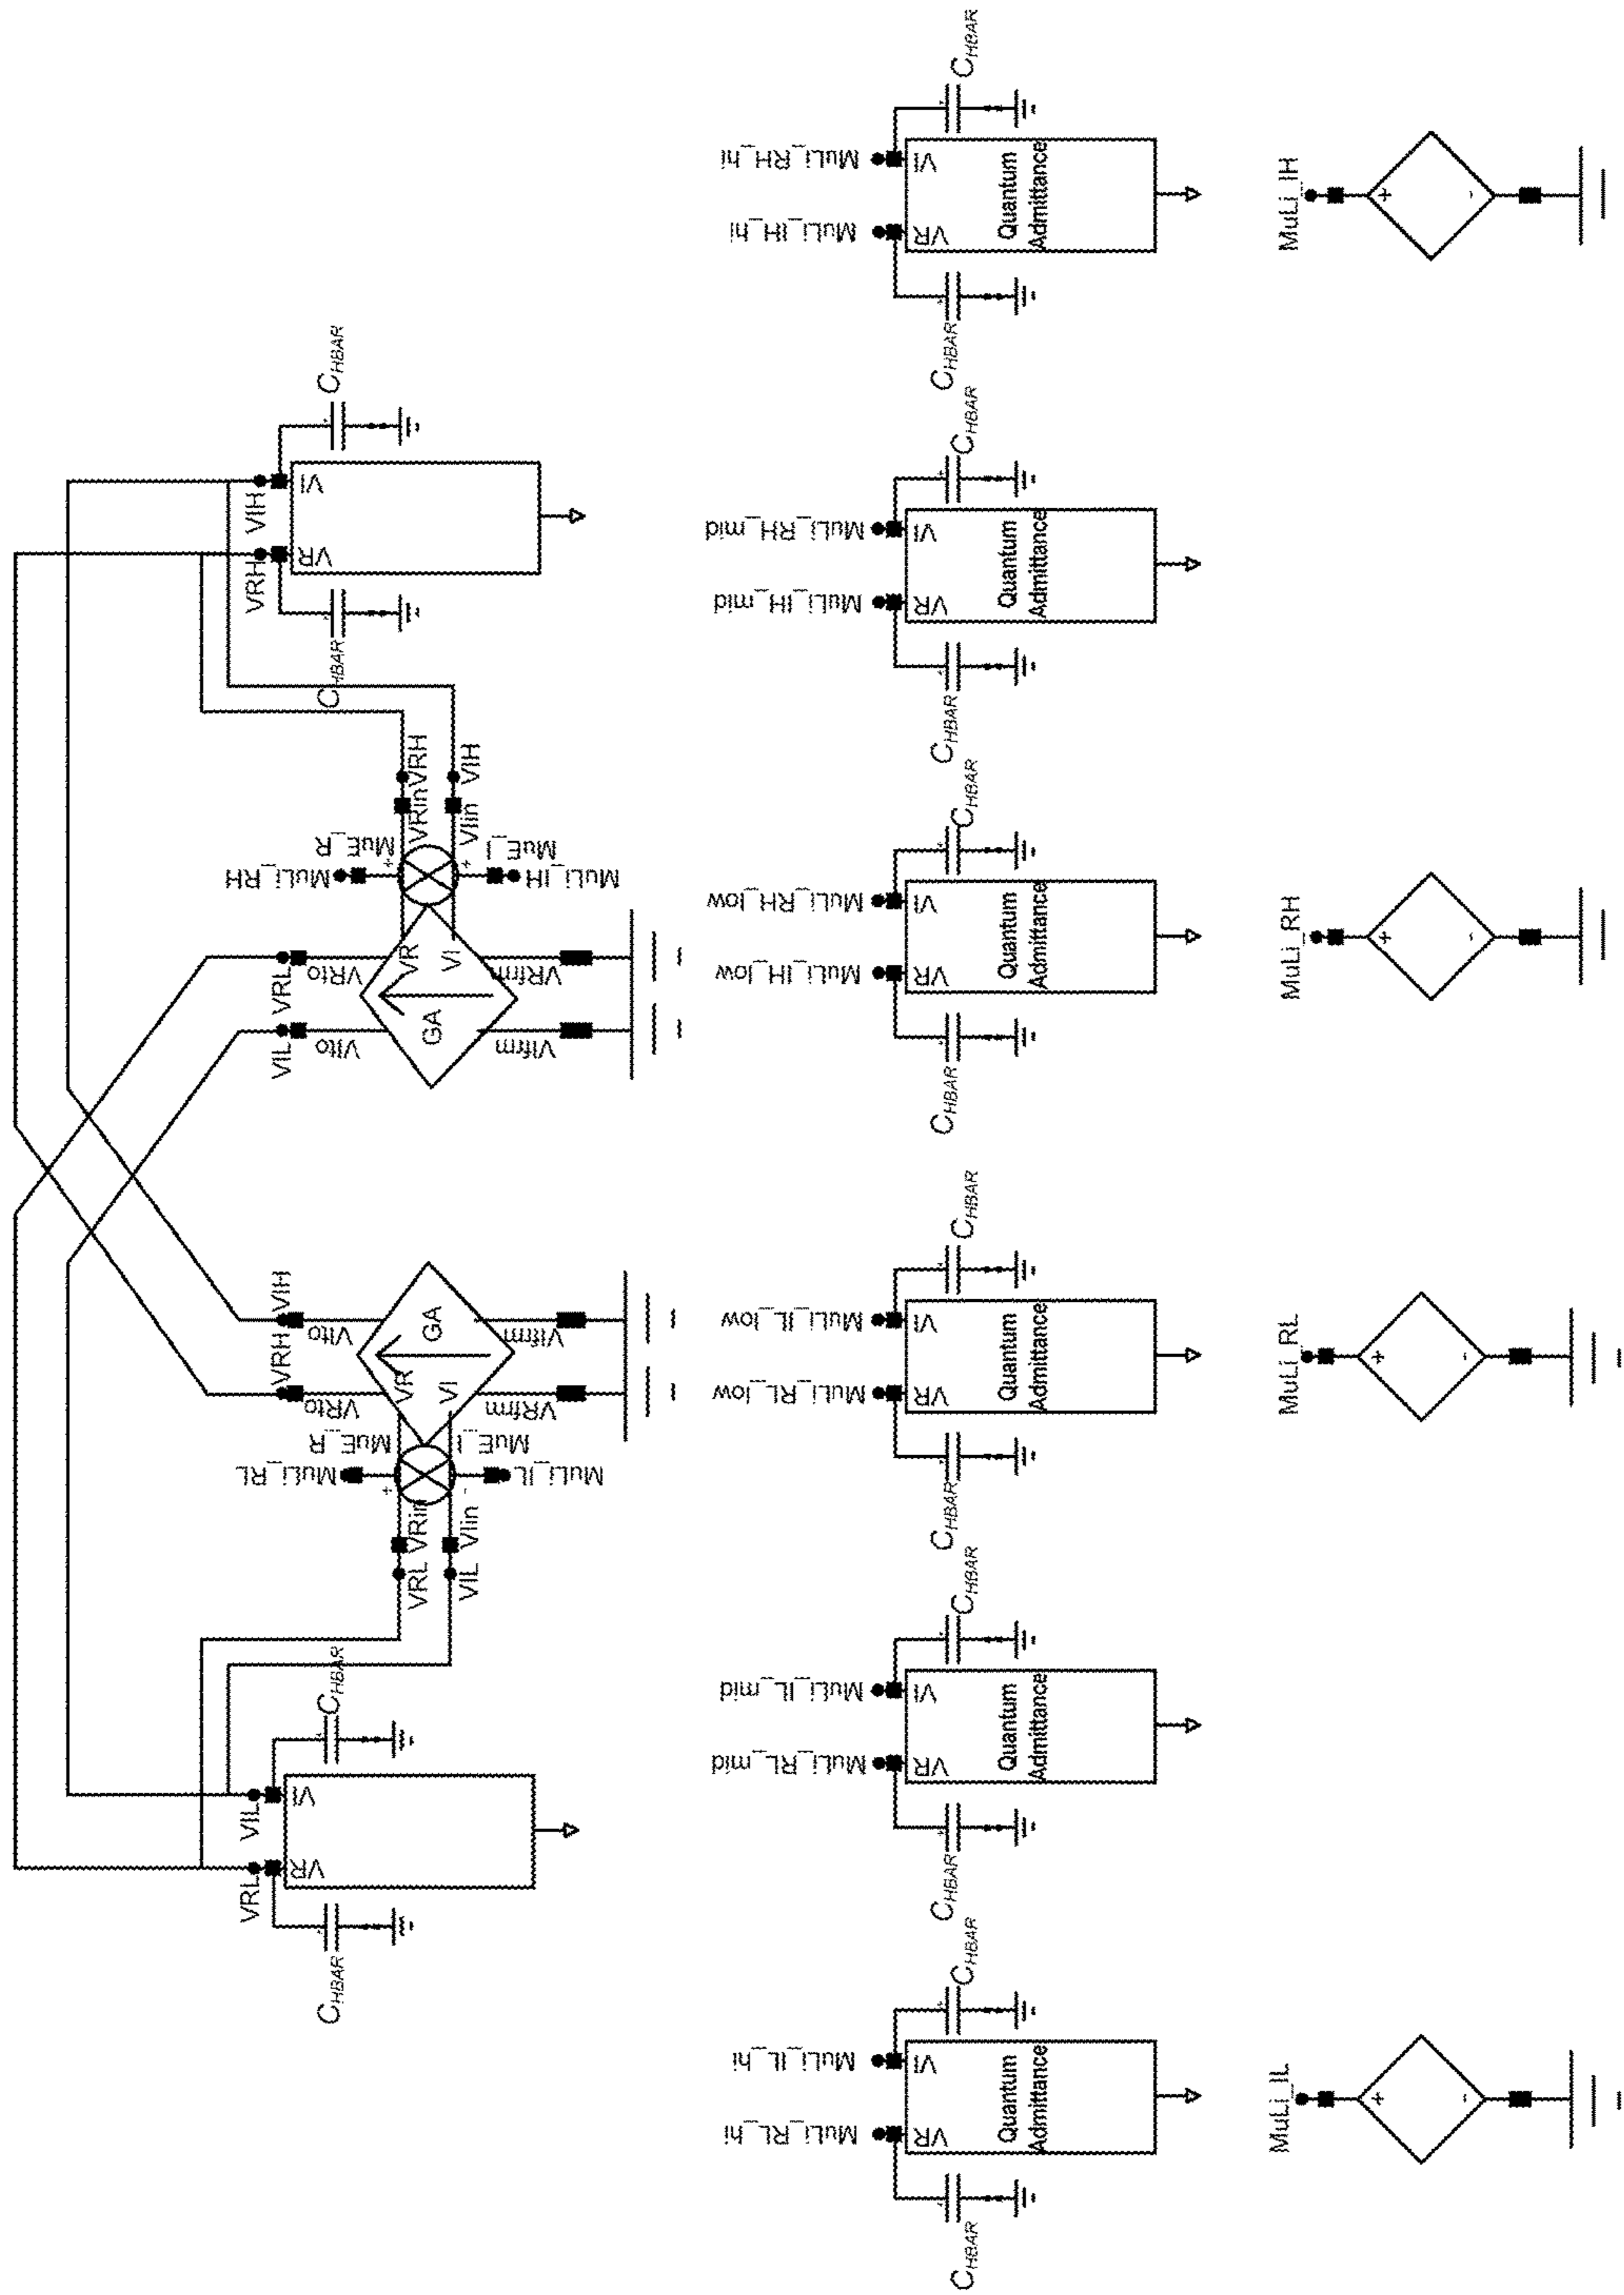 C_HBAR
VRL
VIL
VR
VI
C_HBAR
VRL
VIL
VRin
VIin
MuLi_RL
MuLi_IL
MuE_R
MuE_I
+
-
VR
VI
GA
VRto
VIto
VRH
VIH
VRfrm
VIfrm
VIL
VRL
VIto
VRto
VIfrm
VRfrm
GA
VR
VI
MuLi_RH
MuLi_IH
MuE_R
MuE_I
+
+
VRin
VIin
VRH
VIH
C_HBAR
VRH
VIH
VR
VI
C_HBAR
C_HBAR
MuLi_RL_hi
MuLi_IL_hi
VR
VI
Quantum
Admittance
C_HBAR
C_HBAR
MuLi_RL_mid
MuLi_IL_mid
VR
VI
Quantum
Admittance
C_HBAR
C_HBAR
MuLi_RL_low
MuLi_IL_low
VR
VI
Quantum
Admittance
C_HBAR
C_HBAR
MuLi_IH_low
MuLi_RH_low
VR
VI
Quantum
Admittance
C_HBAR
C_HBAR
MuLi_IH_mid
MuLi_RH_mid
VR
VI
Quantum
Admittance
C_HBAR
C_HBAR
MuLi_IH_hi
MuLi_RH_hi
VR
VI
Quantum
Admittance
C_HBAR
MuLi_IL
+
-
MuLi_RL
+
-
MuLi_RH
+
-
MuLi_IH
+
-